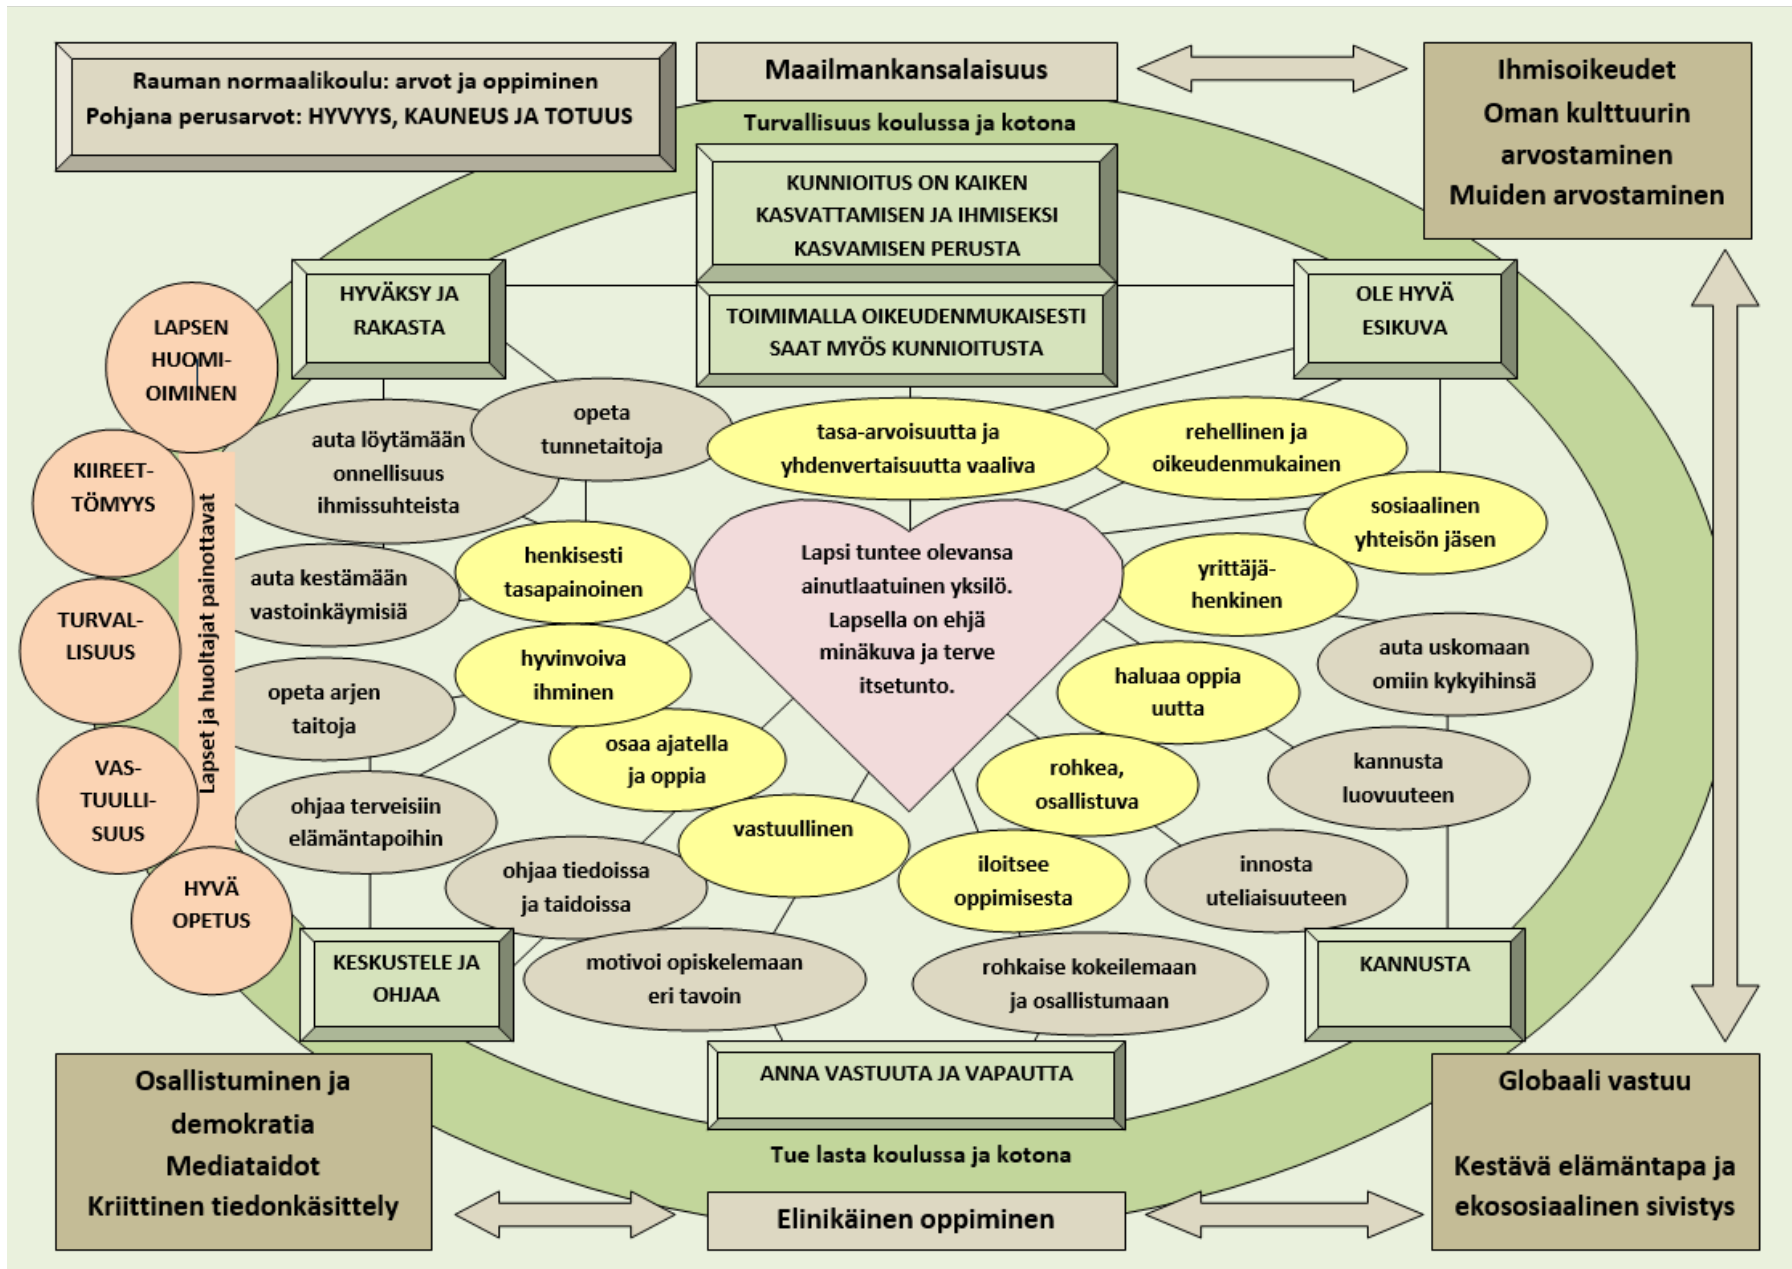 Rauman normaalikoulu: arvot ja oppiminen
Pohjana perusarvot: HYVYYS, KAUNEUS JA TOTUUS
Maailmankansalaisuus
Ihmisoikeudet
Oman kulttuurin
arvostaminen
Muiden arvostaminen
Turvallisuus koulussa ja kotona
KUNNIOITUS ON KAIKEN
KASVATTAMISEN JA IHMISEKSI
KASVAMISEN PERUSTA
TOIMIMALLA OIKEUDENMUKAISESTI
SAAT MYÖS KUNNIOITUSTA
HYVÄKSY JA
RAKASTA
OLE HYVÄ
ESIKUVA
LAPSEN
HUOMI-
OIMINEN
KIIREET-
TÖMYYS
TURVAL-
LISUUS
VAS-
TUULLI-
SUUS
HYVÄ
OPETUS
Lapset ja huoltajat painottavat
auta löytämään
onnellisuus
ihmissuhteista
opeta
tunnetaitoja
tasa-arvoisuutta ja
yhdenvertaisuutta vaaliva
rehellinen ja
oikeudenmukainen
sosiaalinen
yhteisön jäsen
auta kestämään
vastoinkäymisiä
henkisesti
tasapainoinen
Lapsi tuntee olevansa
ainutlaatuinen yksilö.
Lapsella on ehjä
minäkuva ja terve
itsetunto.
yrittäjä-
henkinen
opeta arjen
taitoja
hyvinvoiva
ihminen
haluaa oppia
uutta
auta uskomaan
omiin kykyihinsä
osaa ajatella
ja oppia
rohkea,
osallistuva
kannusta
luovuuteen
ohjaa terveisiin
elämäntapoihin
vastuullinen
ohjaa tiedoissa
ja taidoissa
iloitsee
oppimisesta
innosta
uteliaisuuteen
motivoi opiskelemaan
eri tavoin
rohkaise kokeilemaan
ja osallistumaan
KESKUSTELE JA
OHJAA
KANNUSTA
ANNA VASTUUTA JA VAPAUTTA
Tue lasta koulussa ja kotona
Osallistuminen ja
demokratia
Mediataidot
Kriittinen tiedonkäsittely
Elinikäinen oppiminen
Globaali vastuu
Kestävä elämäntapa ja
ekososiaalinen sivistys